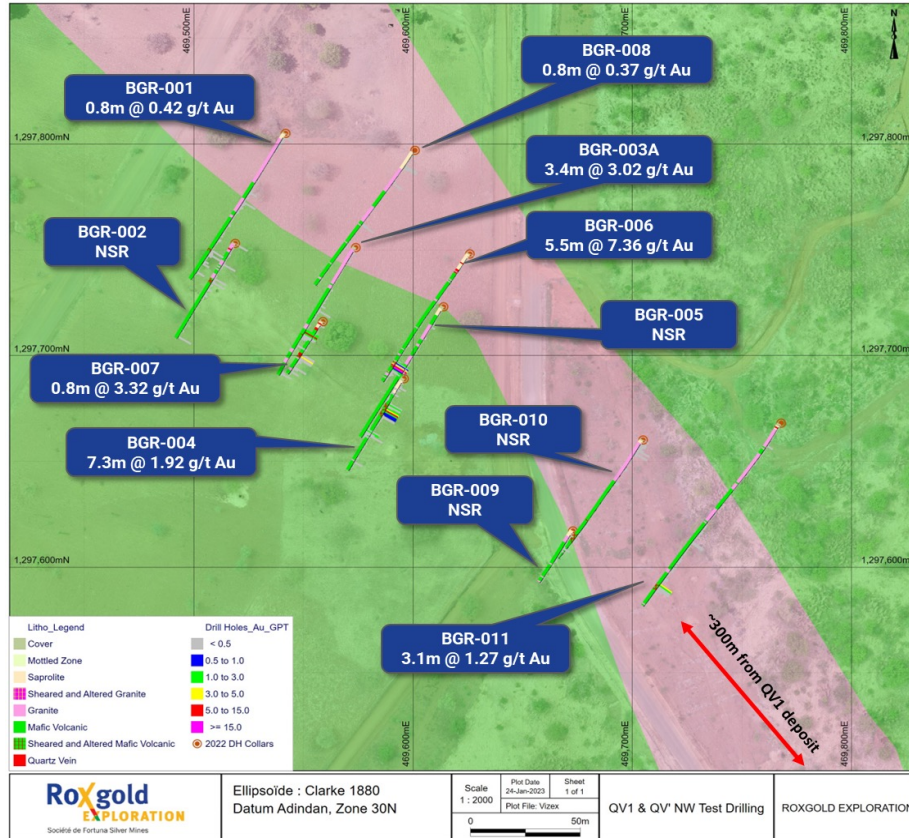 469,500mE
469,600mE
469,700mE
469,800mE
N
BGR-008
0.8m @ 0.37 g/t Au
BGR-001
0.8m @ 0.42 g/t Au
1,297,800mN
1,297,800mN
BGR-003A
3.4m @ 3.02 g/t Au
BGR-006
5.5m @ 7.36 g/t Au
BGR-002
NSR
BGR-005
NSR
1,297,700mN
1,297,700mN
BGR-007
0.8m @ 3.32 g/t Au
BGR-010
NSR
BGR-004
7.3m @ 1.92 g/t Au
BGR-009
NSR
1,297,600mN
1,297,600mN
BGR-011
3.1m @ 1.27 g/t Au
~300m from QV1 deposit
Litho_Legend
Cover
Mottled Zone
Saprolite
Sheared and Altered Granite
Granite
Mafic Volcanic
Sheared and Altered Mafic Volcanic
Quartz Vein
Drill Holes_Au_GPT
< 0.5
0.5 to 1.0
1.0 to 3.0
3.0 to 5.0
5.0 to 15.0
>= 15.0
2022 DH Collars
469,600mE
469,700mE
469,800mE
Roxgold
EXPLORATION
Société de Fortuna Silver Mines
Ellipsoïde : Clarke 1880
Datum Adindan, Zone 30N
Scale
1 : 2000
Plot Date
24-Jan-2023
Sheet
1 of 1
Plot File: Vizex
0 50m
QV1 & QV' NW Test Drilling
ROXGOLD EXPLORATION